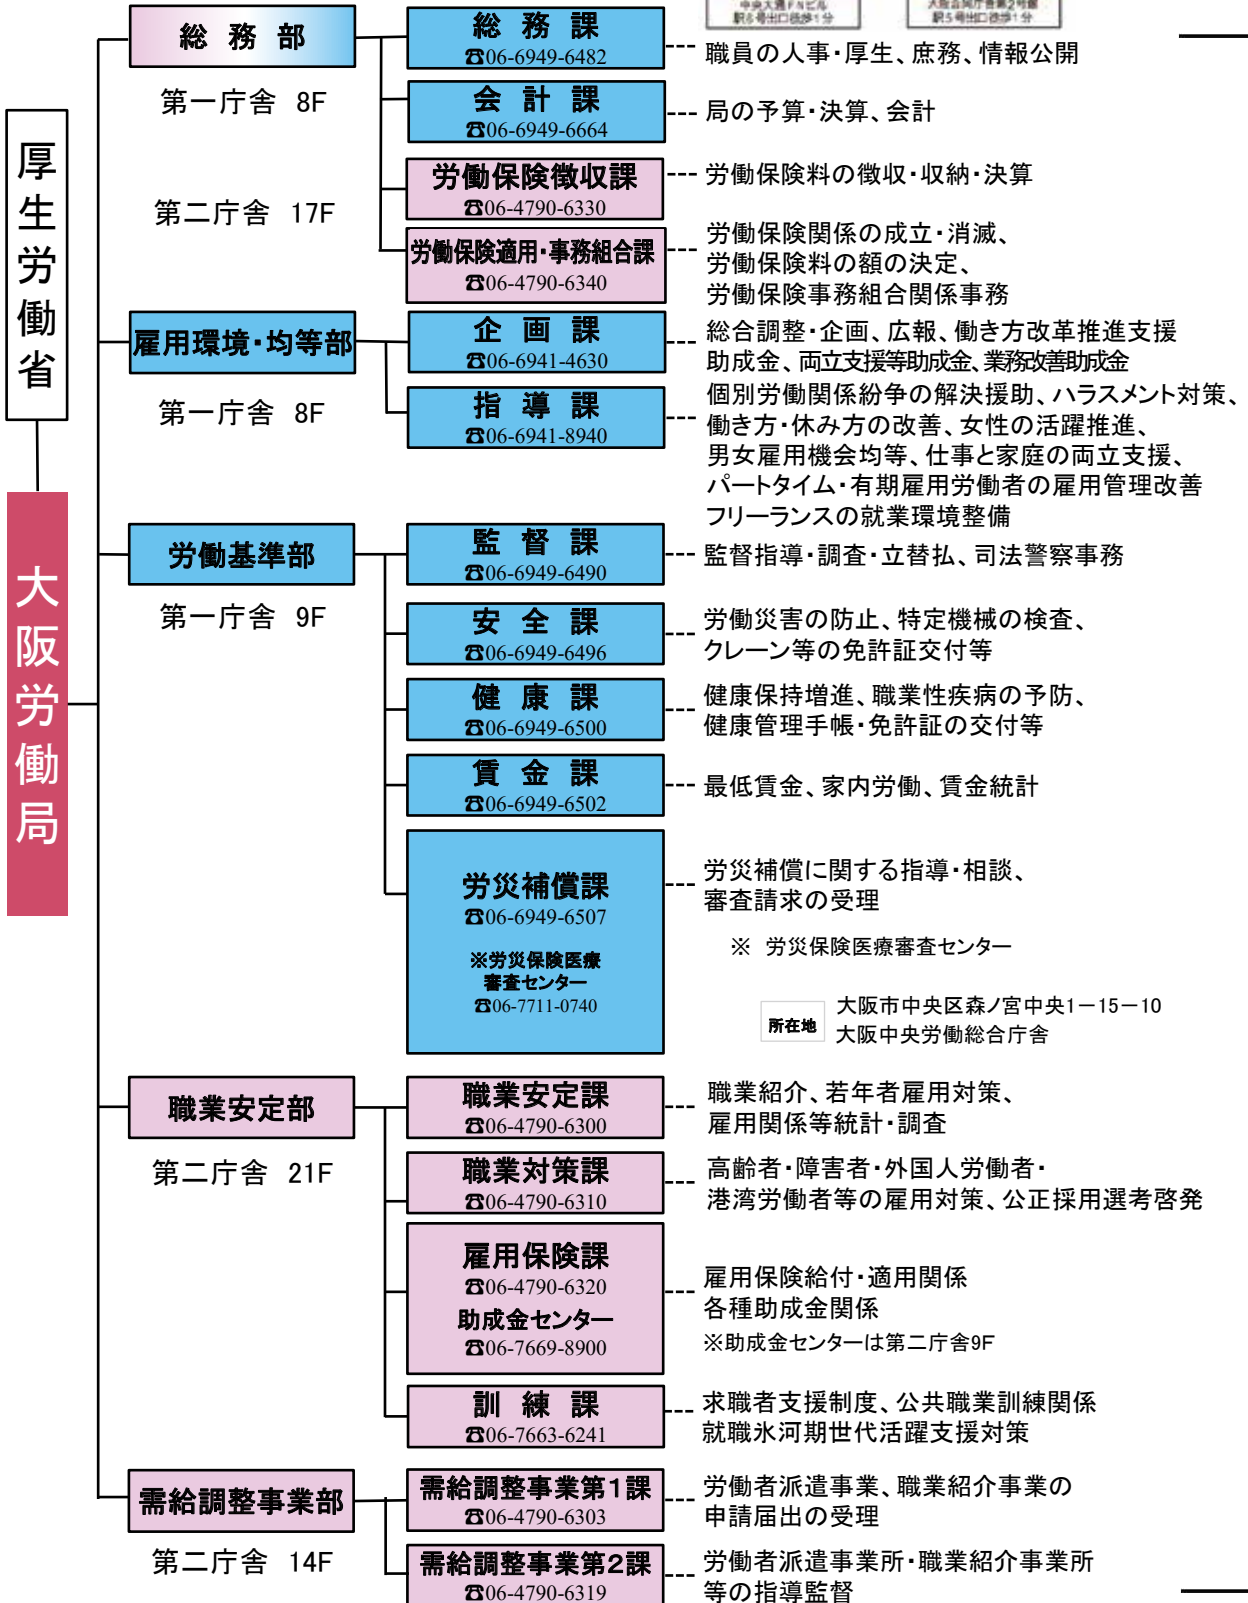 中央大通FNビル
駅6号出口徒歩1分
大阪合同庁舎第2号館
駅5号出口徒歩1分
厚生労働省
大阪労働局
総務部
第一庁舎 8F
第二庁舎 17F
総務課
☎06-6949-6482
職員の人事・厚生、庶務、情報公開
会計課
☎06-6949-6664
局の予算・決算、会計
労働保険徴収課
☎06-4790-6330
労働保険料の徴収・収納・決算
労働保険適用・事務組合課
☎06-4790-6340
労働保険関係の成立・消滅、
労働保険料の額の決定、
労働保険事務組合関係事務
雇用環境・均等部
第一庁舎 8F
企画課
☎06-6941-4630
総合調整・企画、広報、働き方改革推進支援
助成金、両立支援等助成金、業務改善助成金
指導課
☎06-6941-8940
個別労働関係紛争の解決援助、ハラスメント対策、
働き方・休み方の改善、女性の活躍推進、
男女雇用機会均等、仕事と家庭の両立支援、
パートタイム・有期雇用労働者の雇用管理改善
フリーランスの就業環境整備
労働基準部
第一庁舎 9F
監督課
☎06-6949-6490
監督指導・調査・立替払、司法警察事務
安全課
☎06-6949-6496
労働災害の防止、特定機械の検査、
クレーン等の免許証交付等
健康課
☎06-6949-6500
健康保持増進、職業性疾病の予防、
健康管理手帳・免許証の交付等
賃金課
☎06-6949-6502
最低賃金、家内労働、賃金統計
労災補償課
☎06-6949-6507
※労災保険医療
審査センター
☎06-7711-0740
労災補償に関する指導・相談、
審査請求の受理
※ 労災保険医療審査センター
所在地
大阪市中央区森ノ宮中央1－15－10
大阪中央労働総合庁舎
職業安定部
第二庁舎 21F
職業安定課
☎06-4790-6300
職業紹介、若年者雇用対策、
雇用関係等統計・調査
職業対策課
☎06-4790-6310
高齢者・障害者・外国人労働者・
港湾労働者等の雇用対策、公正採用選考啓発
雇用保険課
☎06-4790-6320
助成金センター
☎06-7669-8900
雇用保険給付・適用関係
各種助成金関係
※助成金センターは第二庁舎9F
訓練課
☎06-7663-6241
求職者支援制度、公共職業訓練関係
就職氷河期世代活躍支援対策
需給調整事業部
第二庁舎 14F
需給調整事業第1課
☎06-4790-6303
労働者派遣事業、職業紹介事業の
申請届出の受理
需給調整事業第2課
☎06-4790-6319
労働者派遣事業所・職業紹介事業所
等の指導監督